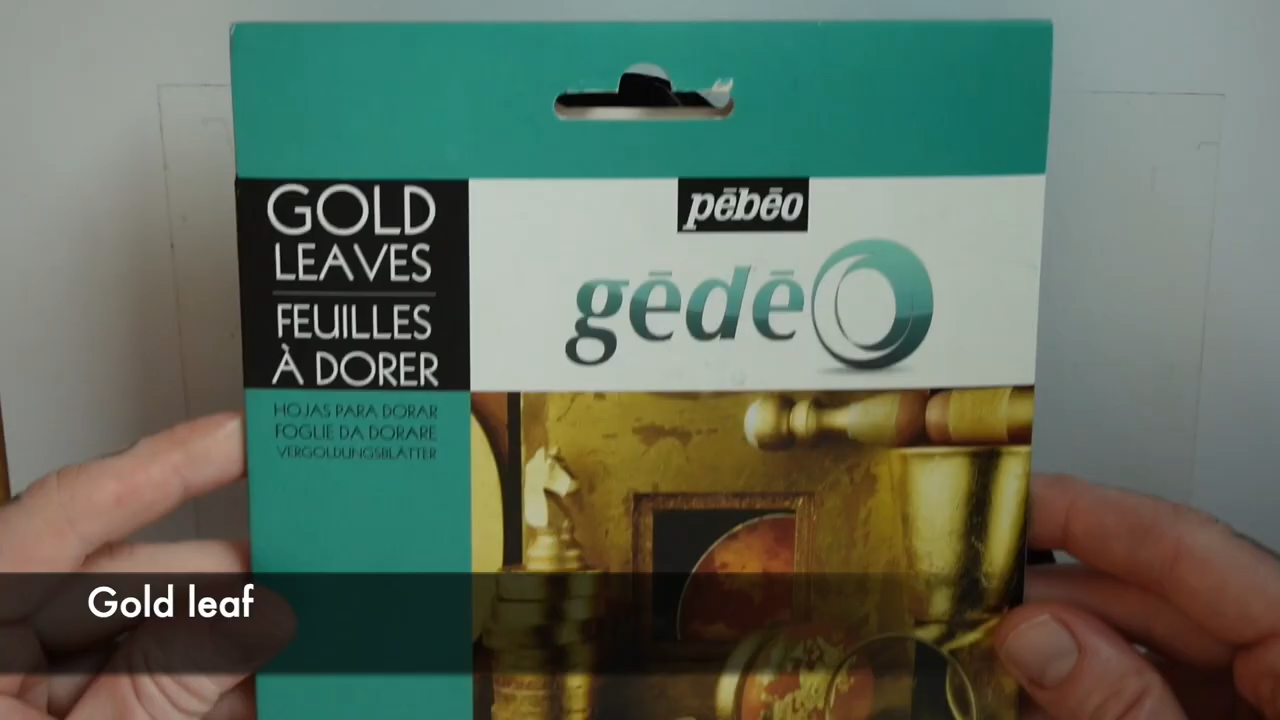 GOLD
LEAVES
FEUILLES
À DORER
HOJAS PARA DORAR
FOGLIE DA DORARE
VERGOLDUNGSBLÄTTER
pēbēo
gēdēo
Gold leaf